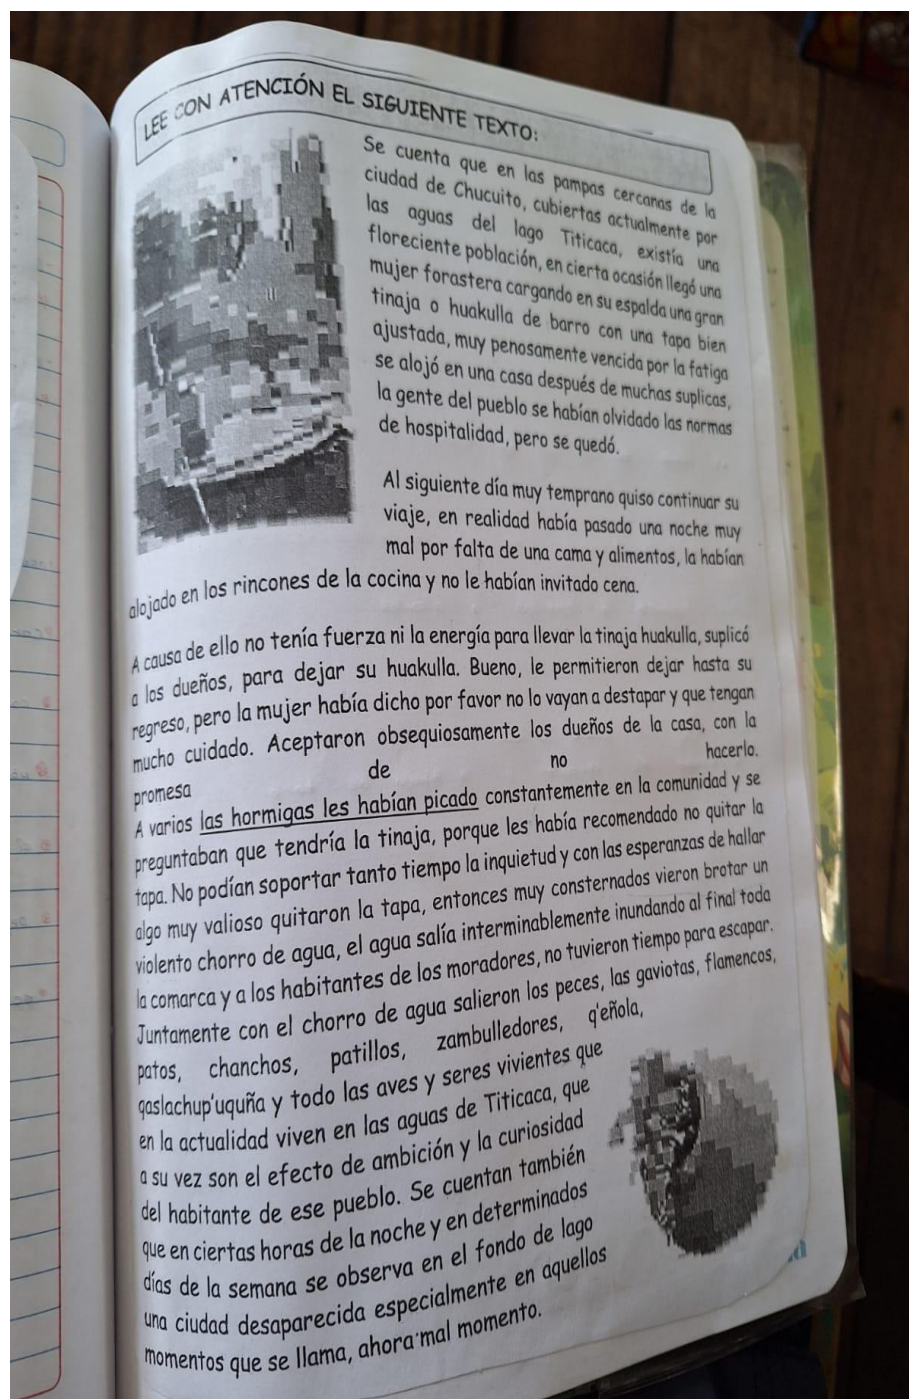 LEE CON ATENCIÓN EL SIGUIENTE TEXTO:
Se cuenta que en las pampas cercanas de la
ciudad de Chucuito, cubiertas actualmente por
las aguas del lago Titicaca, existía una
floreciente población, en cierta ocasión llegó una
mujer forastera cargando en su espalda una gran
tinaja o huakulla de barro con una tapa bien
ajustada, muy penosamente vencida por la fatiga
se alojó en una casa después de muchas suplicas,
la gente del pueblo se habían olvidado las normas
de hospitalidad, pero se quedó.
Al siguiente día muy temprano quiso continuar su
viaje, en realidad había pasado una noche muy
mal por falta de una cama y alimentos, la habían
alojado en los rincones de la cocina y no le habían invitado cena.
A causa de ello no tenía fuerza ni la energía para llevar la tinaja huakulla, suplicó
a los dueños, para dejar su huakulla. Bueno, le permitieron dejar hasta su
regreso, pero la mujer había dicho por favor no lo vayan a destapar y que tengan
mucho cuidado. Aceptaron obsequiosamente los dueños de la casa, con la
promesa de no hacerlo.
A varios las hormigas les habían picado constantemente en la comunidad y se
preguntaban que tendría la tinaja, porque les había recomendado no quitar la
tapa. No podían soportar tanto tiempo la inquietud y con las esperanzas de hallar
algo muy valioso quitaron la tapa, entonces muy consternados vieron brotar un
violento chorro de agua, el agua salía interminablemente inundando al final toda
la comarca y a los habitantes de los moradores, no tuvieron tiempo para escapar.
Juntamente con el chorro de agua salieron los peces, las gaviotas, flamencos,
patos, chanchos, patillos, zambulledores, q'eñola,
qaslachup'uquña y todo las aves y seres vivientes que
en la actualidad viven en las aguas de Titicaca, que
a su vez son el efecto de ambición y la curiosidad
del habitante de ese pueblo. Se cuentan también
que en ciertas horas de la noche y en determinados
días de la semana se observa en el fondo de lago
una ciudad desaparecida especialmente en aquellos
momentos que se llama, ahora mal momento.